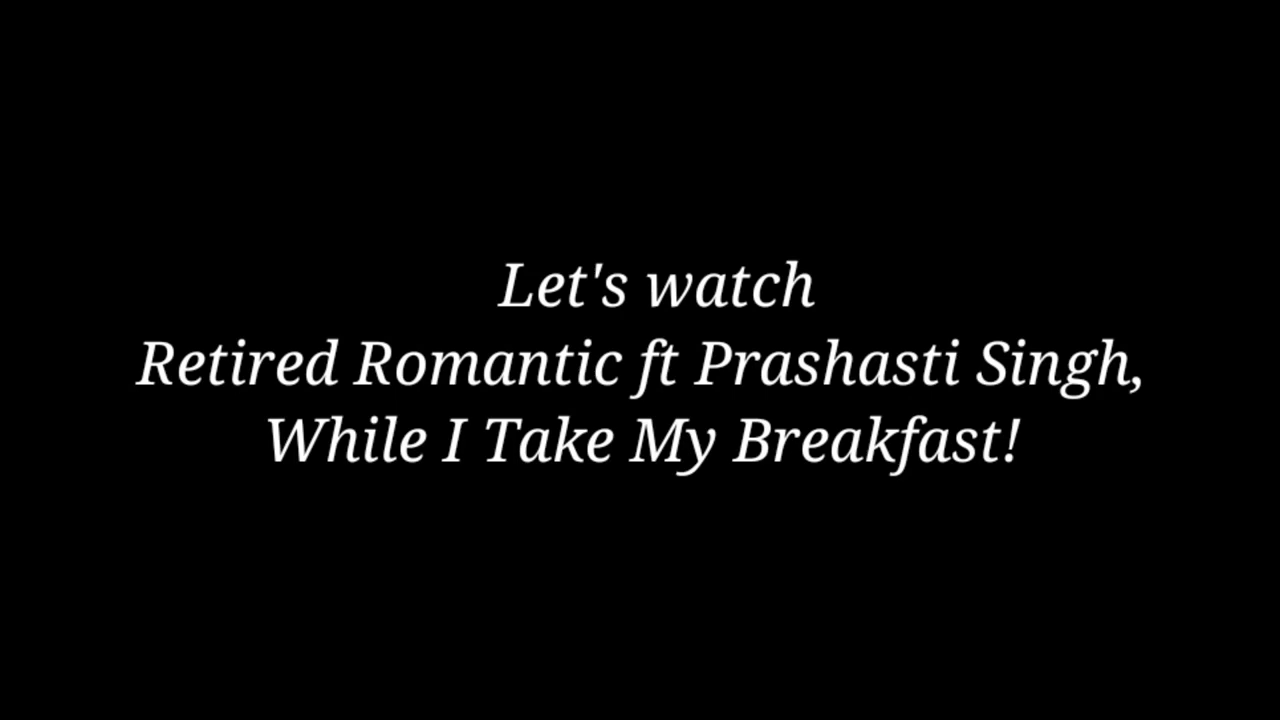 Let's watch
Retired Romantic ft Prashasti Singh,
While I Take My Breakfast!